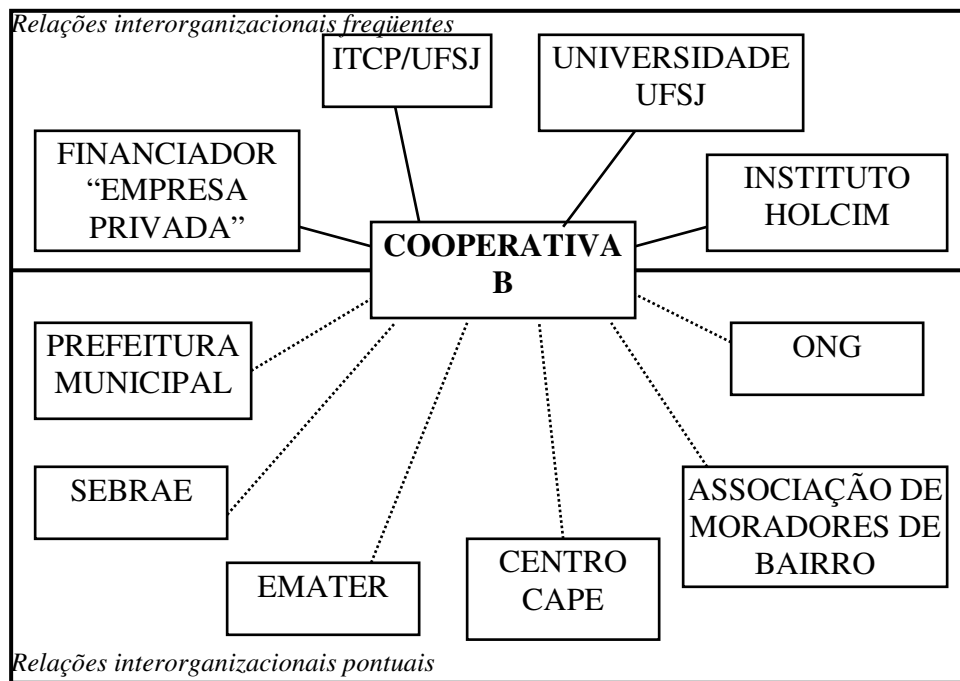 Relações interorganizacionais freqüentes
ITCP/UFSJ
UNIVERSIDADE
UFSJ
FINANCIADOR
“EMPRESA
PRIVADA”
INSTITUTO
HOLCIM
COOPERATIVA
B
PREFEITURA
MUNICIPAL
ONG
SEBRAE
ASSOCIAÇÃO DE
MORADORES DE
BAIRRO
EMATER
CENTRO
CAPE
Relações interorganizacionais pontuais